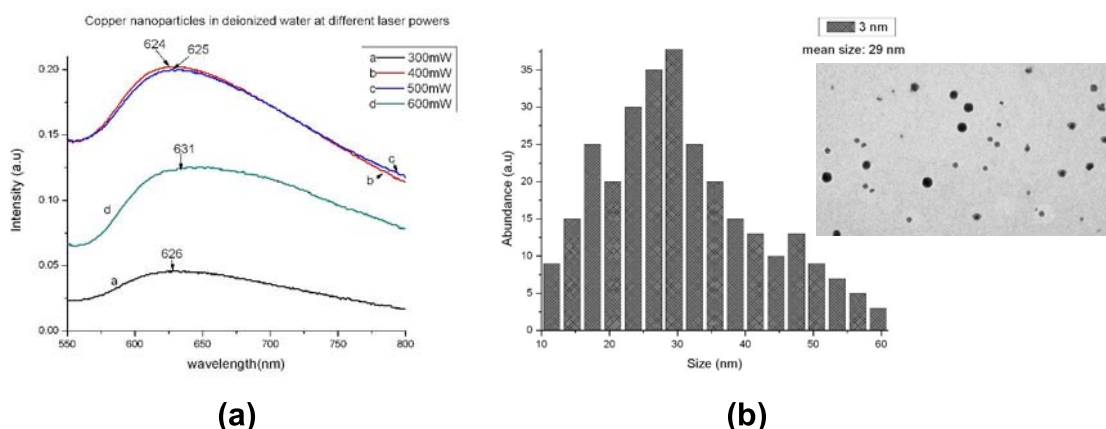 Copper nanoparticles in deionized water at different laser powers
624
625
a 300mW
b 400mW
c 500mW
d 600mW
0.20
0.15
0.10
0.05
0.00
Intensity (a.u)
c
b
631
d
626
a
550
600
650
700
750
800
wavelength(nm)
(a)
3 nm
mean size: 29 nm
35
30
25
20
15
10
5
0
Abundance (a.u)
10
20
30
40
50
60
Size (nm)
(b)